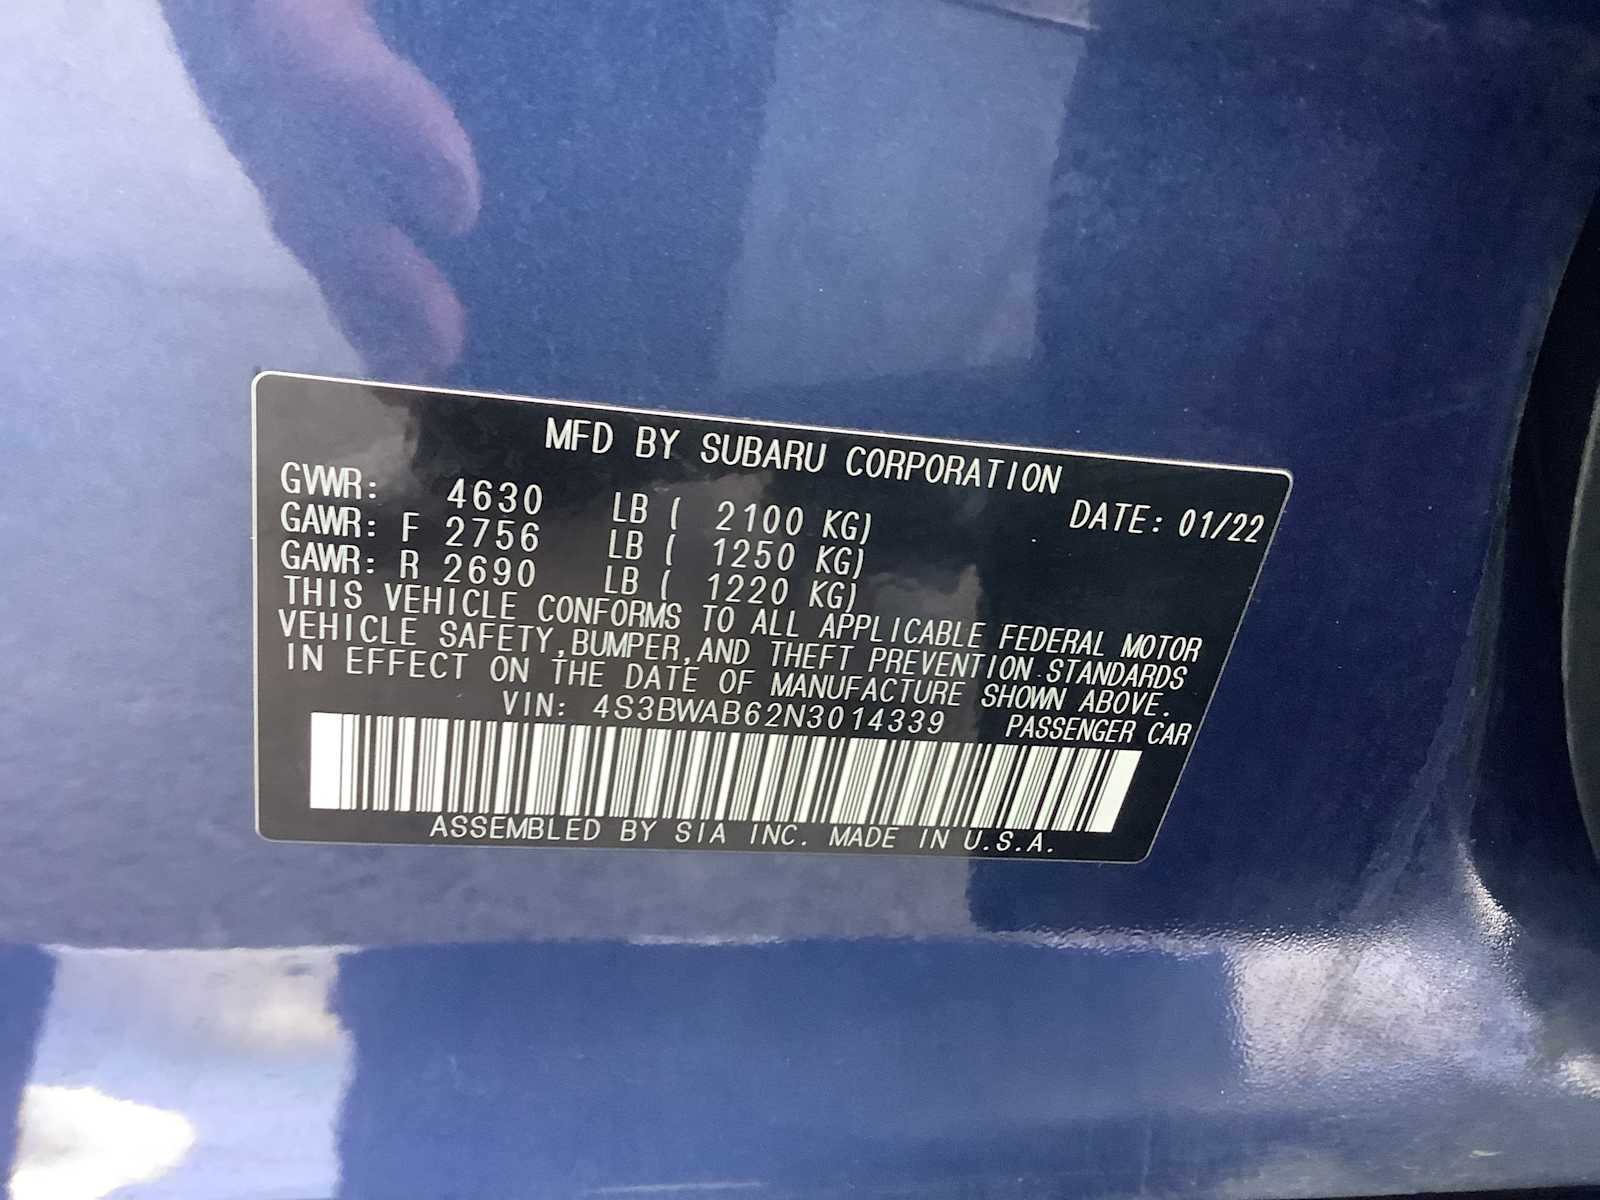 MFD BY SUBARU CORPORATION
GVWR: 4630 LB ( 2100 KG) DATE: 01/22
GAWR: F 2756 LB ( 1250 KG)
GAWR: R 2690 LB ( 1220 KG)
THIS VEHICLE CONFORMS TO ALL APPLICABLE FEDERAL MOTOR
VEHICLE SAFETY, BUMPER, AND THEFT PREVENTION STANDARDS
IN EFFECT ON THE DATE OF MANUFACTURE SHOWN ABOVE.
VIN: 4S3BWAB62N3014339 PASSENGER CAR
ASSEMBLED BY SIA INC. MADE IN U.S.A.